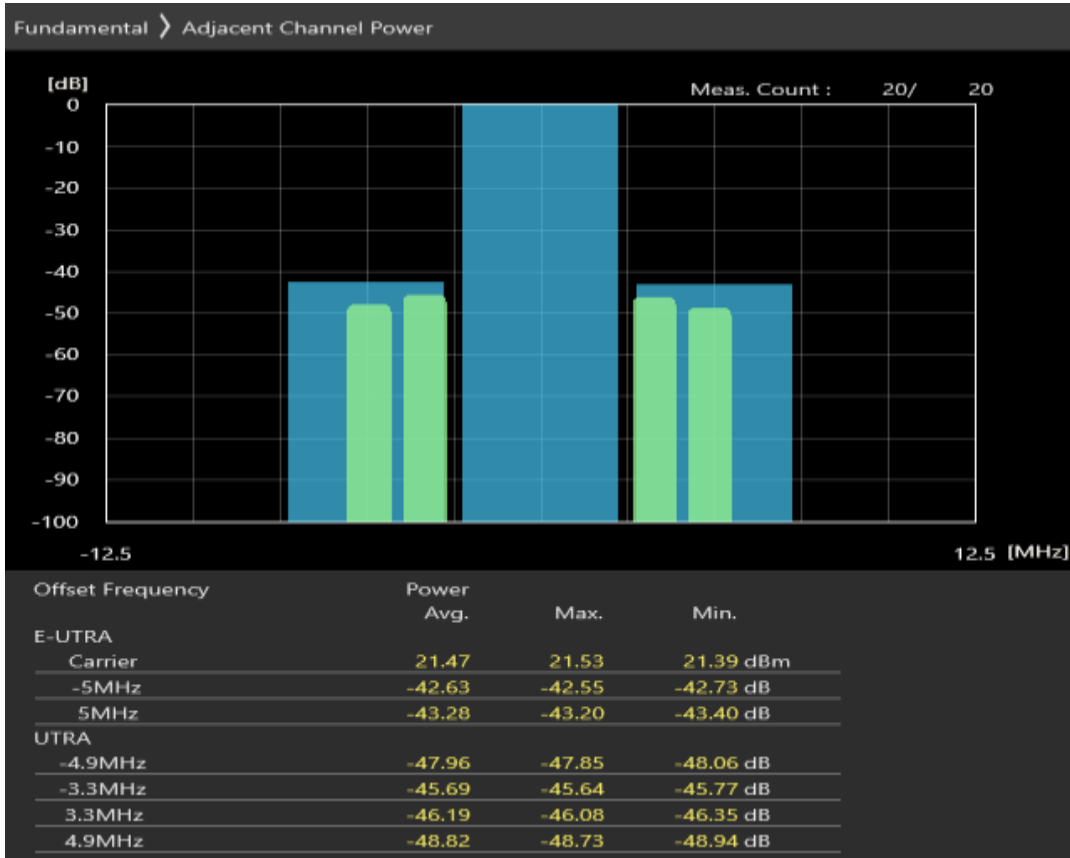 Fundamental 〉 Adjacent Channel Power
[dB]
Meas. Count : 20/ 20
0
-10
-20
-30
-40
-50
-60
-70
-80
-90
-100
-12.5 12.5 [MHz]
Offset Frequency Power
Avg. Max. Min.
E-UTRA
Carrier 21.47 21.53 21.39 dBm
-5MHz -42.63 -42.55 -42.73 dB
5MHz -43.28 -43.20 -43.40 dB
UTRA
-4.9MHz -47.96 -47.85 -48.06 dB
-3.3MHz -45.69 -45.64 -45.77 dB
3.3MHz -46.19 -46.08 -46.35 dB
4.9MHz -48.82 -48.73 -48.94 dB